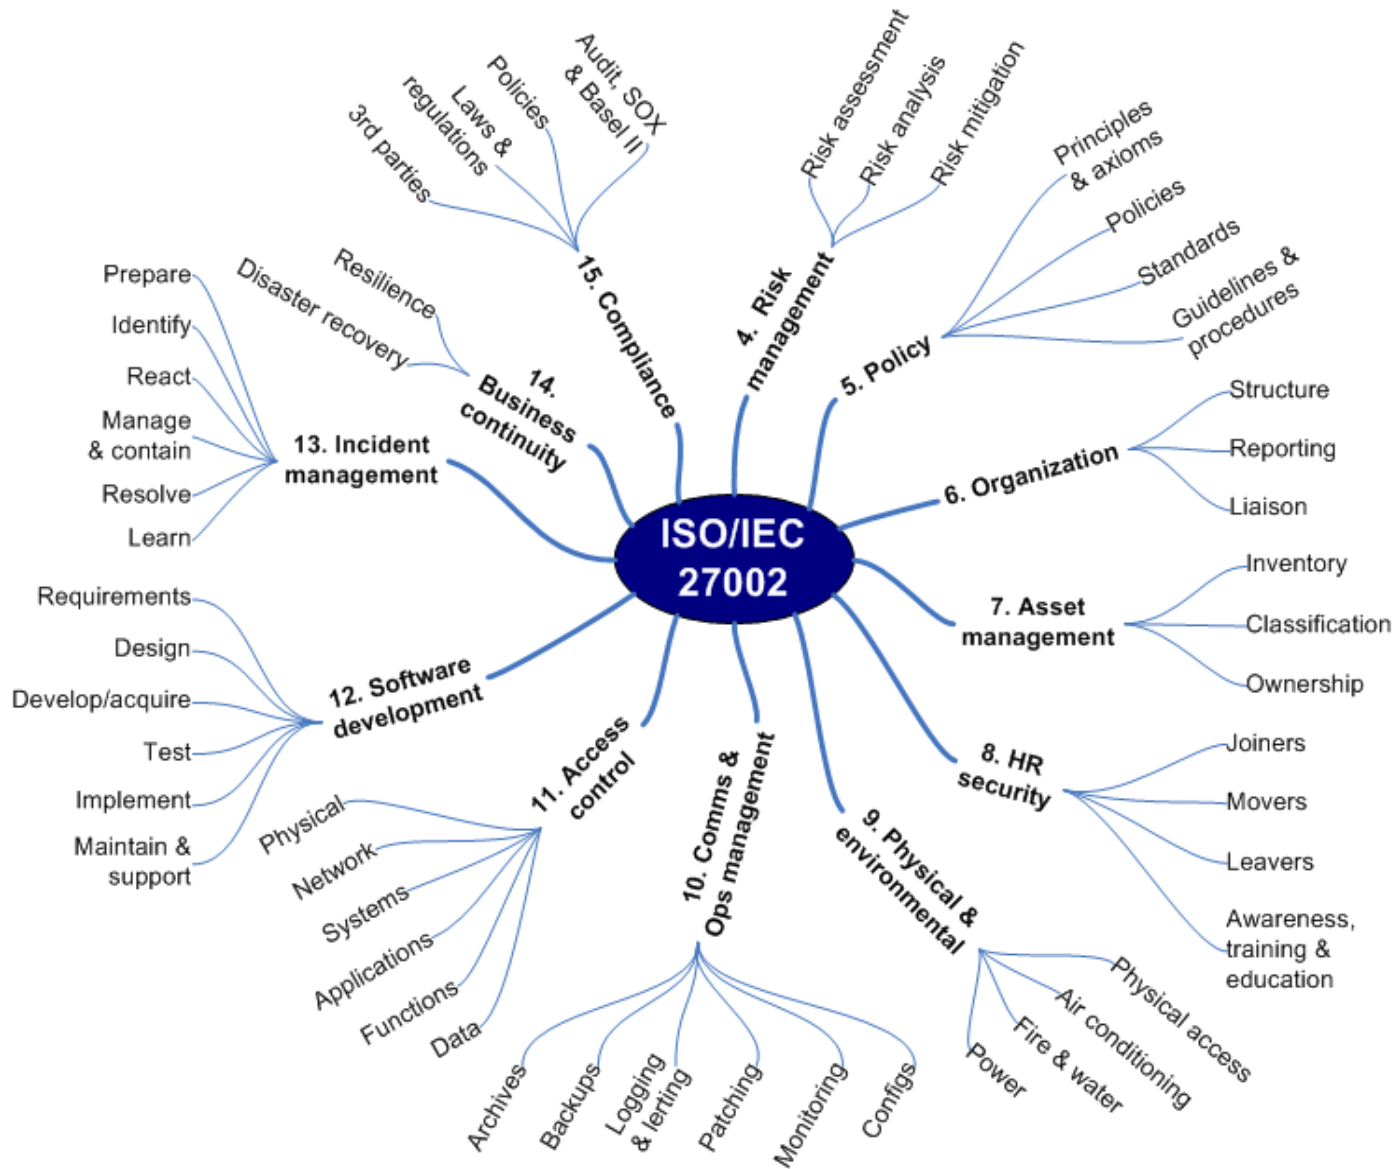 ISO/IEC
27002
4. Risk
management
Risk assessment
Risk analysis
Risk mitigation
5. Policy
Principles
& axioms
Policies
Standards
Guidelines &
procedures
6. Organization
Structure
Reporting
Liaison
7. Asset
management
Inventory
Classification
Ownership
8. HR
security
Joiners
Movers
Leavers
Awareness,
training &
education
9. Physical &
environmental
Physical access
Air conditioning
Fire & water
Power
10. Comms &
Ops management
Archives
Backups
Logging
& lerting
Patching
Monitoring
Configs
11. Access
control
Physical
Network
Systems
Applications
Functions
Data
12. Software
development
Requirements
Design
Develop/acquire
Test
Implement
Maintain &
support
13. Incident
management
Prepare
Identify
React
Manage
& contain
Resolve
Learn
14.
Business
continuity
Resilience
Disaster recovery
15. Compliance
3rd parties
Laws &
regulations
Policies
Audit, SOX
& Basel II